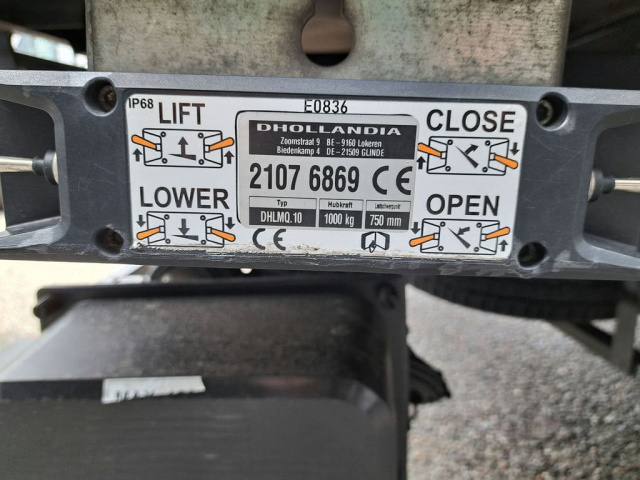 IP68
LIFT
E0836
CLOSE
DHOLLANDIA
Zoomstraat 9 BE - 9160 Lokeren
Biedenkamp 4 DE - 21509 GLINDE
2107 6869 CE
LOWER
Typ
Hubkraft
Lastschwerpunkt
DHLMQ.10
1000 kg
750 mm
OPEN
CE